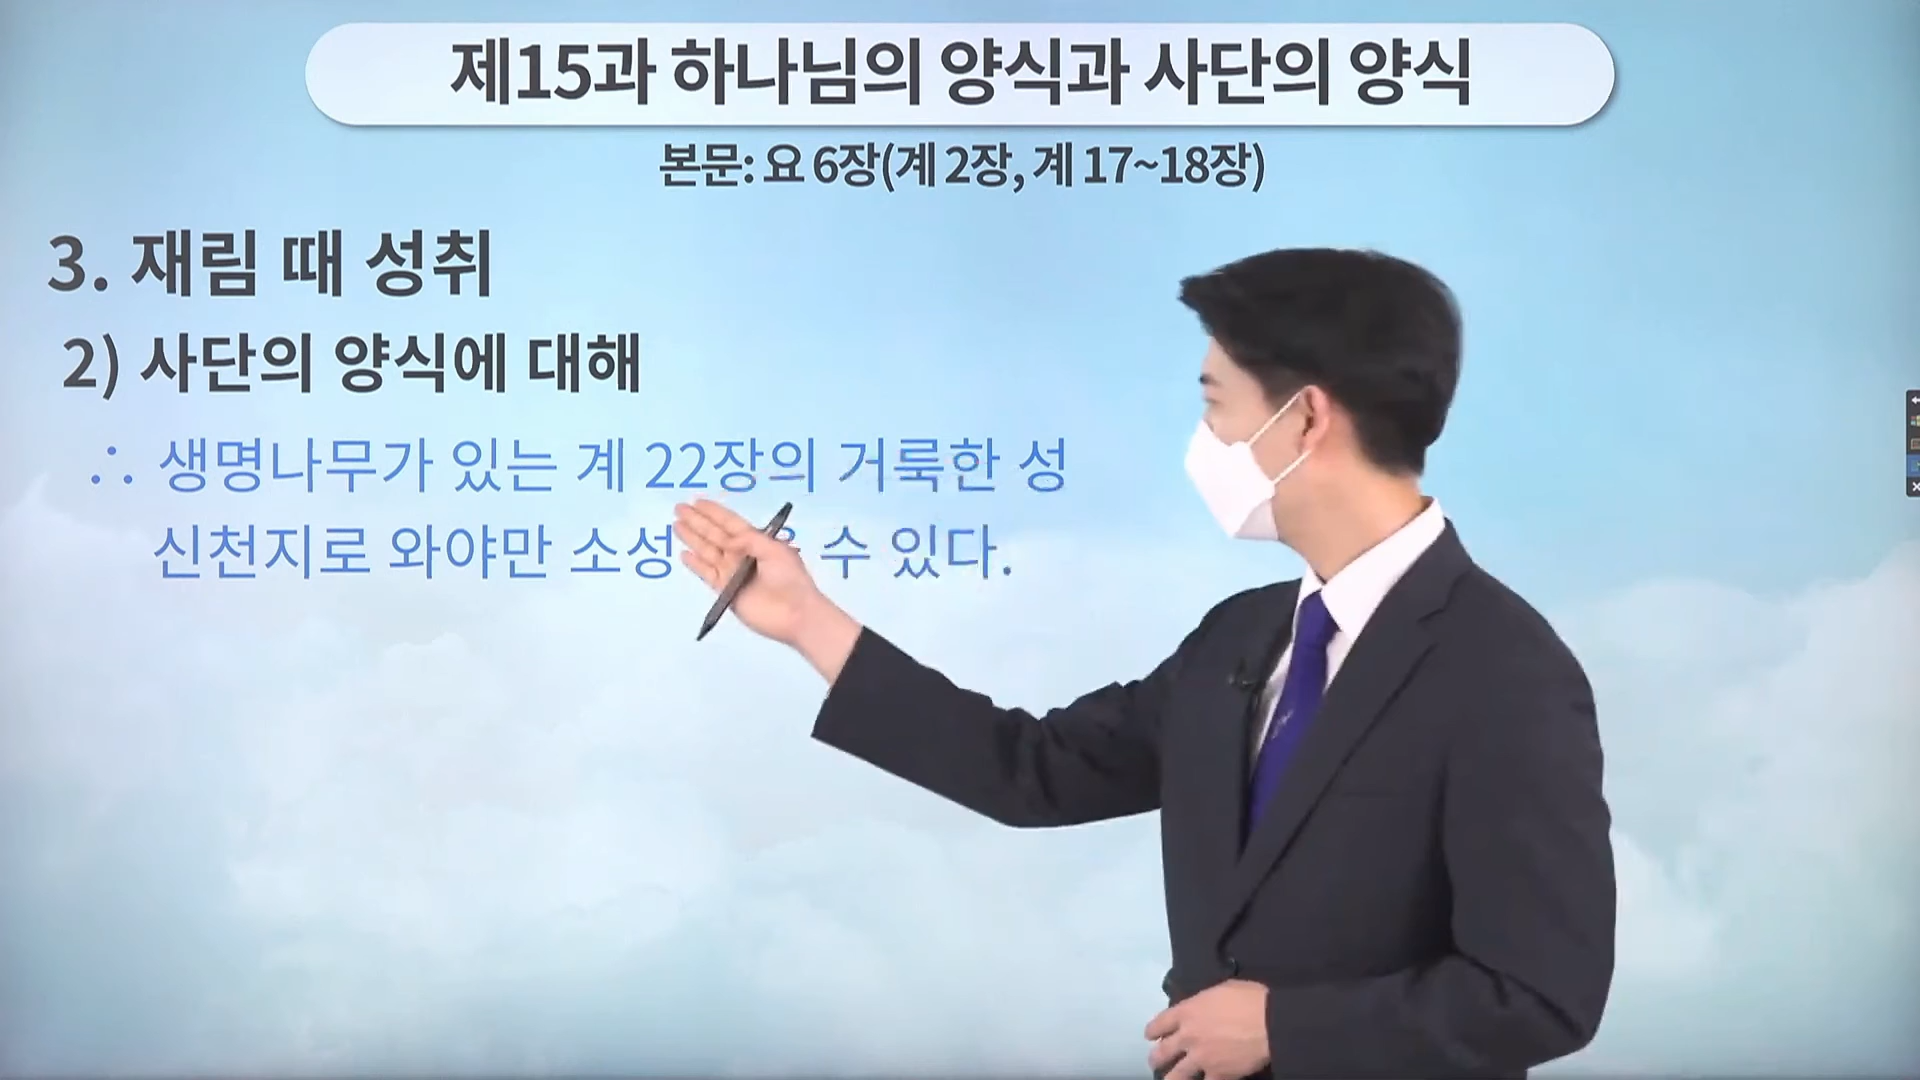 제15과 하나님의 양식과 사단의 양식
본문: 요 6장(계 2장, 계 17~18장)
3. 재림 때 성취
2) 사단의 양식에 대해
∴ 생명나무가 있는 계 22장의 거룩한 성
신천지로 와야만 수 있다.